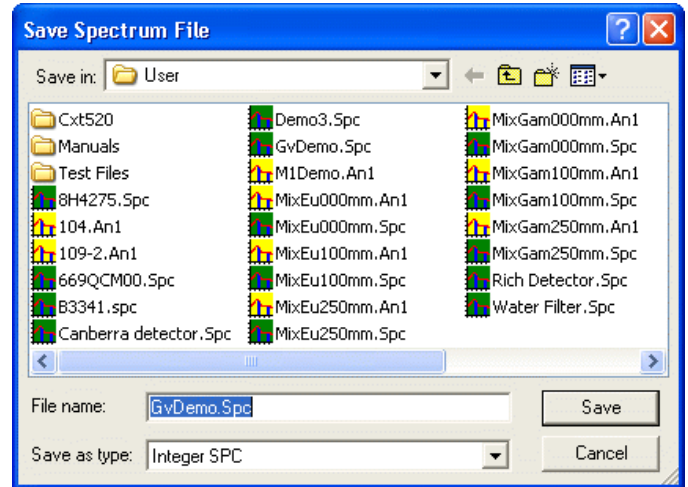 Save Spectrum File
Save in: User
Cxt520
Manuals
Test Files
8H4275.Spc
104.An1
109-2.An1
669QCM00.Spc
B3341.spc
Canberra detector.Spc
Demo3.Spc
GvDemo.Spc
M1Demo.An1
MixEu000mm.An1
MixEu000mm.Spc
MixEu100mm.An1
MixEu100mm.Spc
MixEu250mm.An1
MixEu250mm.Spc
MixGam000mm.An1
MixGam000mm.Spc
MixGam100mm.An1
MixGam100mm.Spc
MixGam250mm.An1
MixGam250mm.Spc
Rich Detector.Spc
Water Filter.Spc
File name: GvDemo.Spc Save
Save as type: Integer SPC Cancel